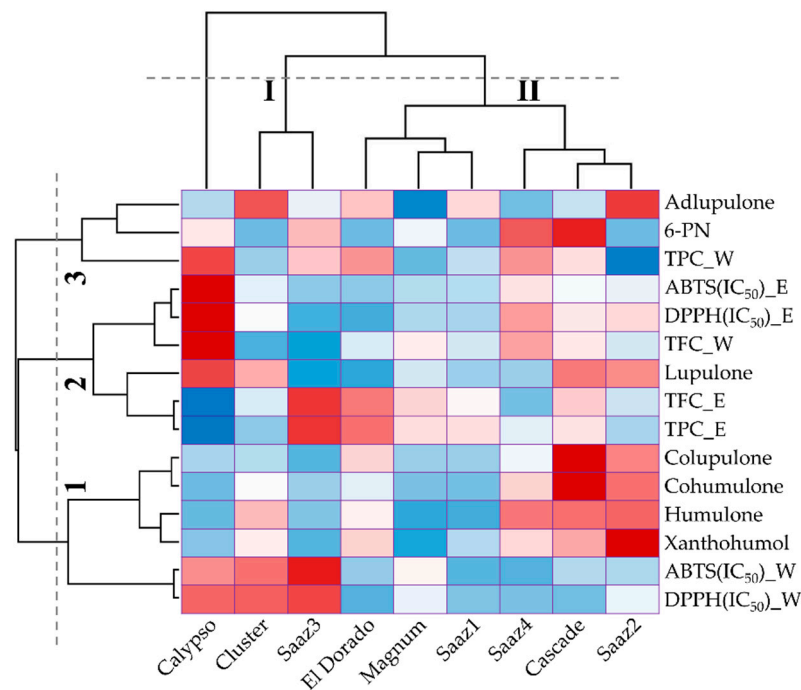 I
II
Adlupulone
6-PN
3
TPC_W
ABTS(IC₅₀)_E
DPPH(IC₅₀)_E
TFC_W
2
Lupulone
TFC_E
TPC_E
Colupulone
1
Cohumulone
Humulone
Xanthohumol
ABTS(IC₅₀)_W
DPPH(IC₅₀)_W
Calypso
Cluster
Saaz3
El Dorado
Magnum
Saaz1
Saaz4
Cascade
Saaz2